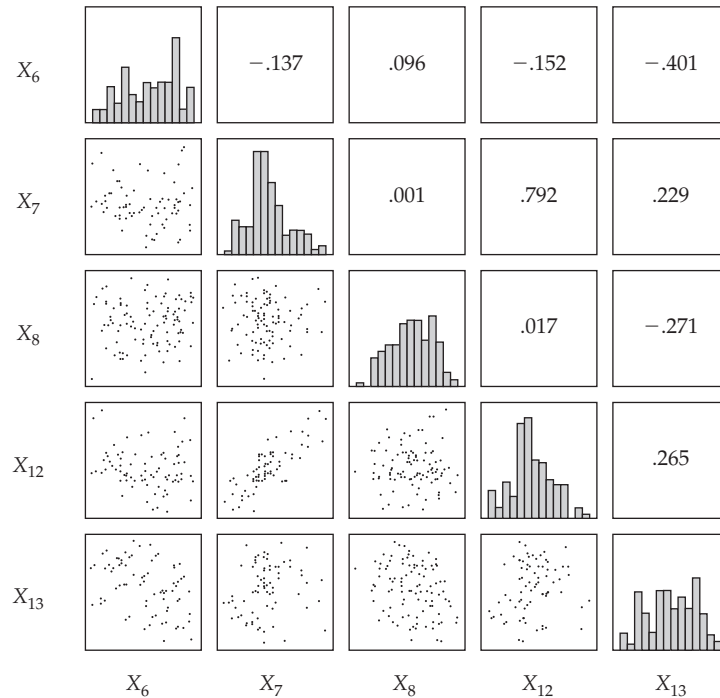 X6 −.137 .096 −.152 −.401
X7 .001 .792 .229
X8 .017 −.271
X12 .265
X13
X6 X7 X8 X12 X13